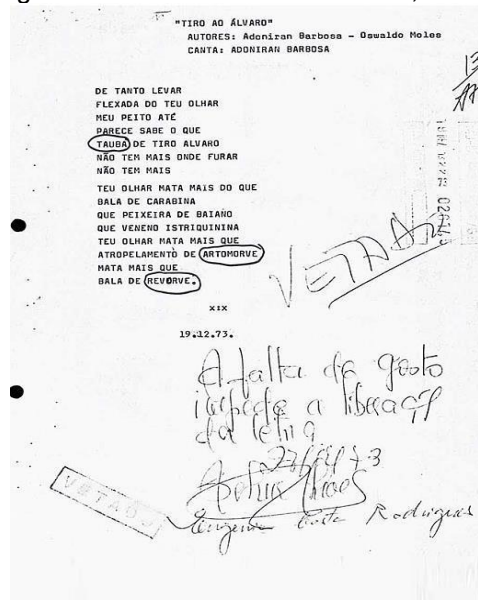 "TIRO AO ÁLVARO"
AUTORES: Adoniran Barbosa - Oswaldo Moles
CANTA: ADONIRAN BARBOSA
DE TANTO LEVAR
FLEXADA DO TEU OLHAR
MEU PEITO ATÉ
PARECE SABE O QUE
TAUBA DE TIRO ALVARO
NÃO TEM MAIS ONDE FURAR
NÃO TEM MAIS
TEU OLHAR MATA MAIS DO QUE
BALA DE CARABINA
QUE PEIXEIRA DE BAIANO
QUE VENENO ISTRIQUININA
TEU OLHAR MATA MAIS QUE
ATROPELAMENTO DE ARTOMORVE
MATA MAIS QUE
BALA DE REVORVE.
VETADA
xix
19.12.73.
A falta de gosto
impede a liberação
da letra
VETADO
Eugenia Costa Rodrigues